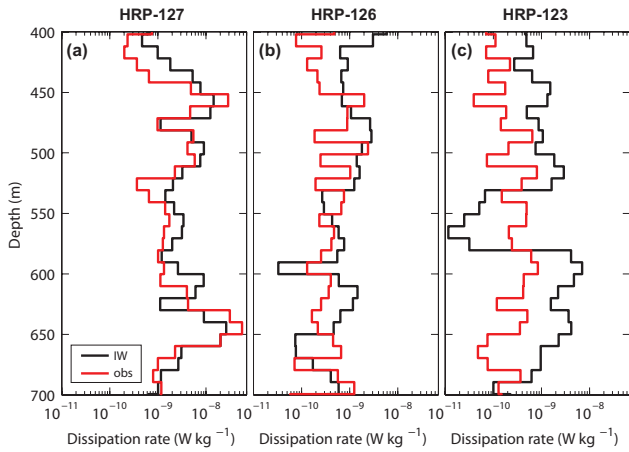 HRP-127 HRP-126 HRP-123
(a) (b) (c)
400
450
500
550
600
650
700
Depth (m)
IW
obs
10⁻¹¹ 10⁻¹⁰ 10⁻⁹ 10⁻⁸ 10⁻¹¹ 10⁻¹⁰ 10⁻⁹ 10⁻⁸ 10⁻¹¹ 10⁻¹⁰ 10⁻⁹ 10⁻⁸
Dissipation rate (W kg ⁻¹) Dissipation rate (W kg ⁻¹) Dissipation rate (W kg ⁻¹)